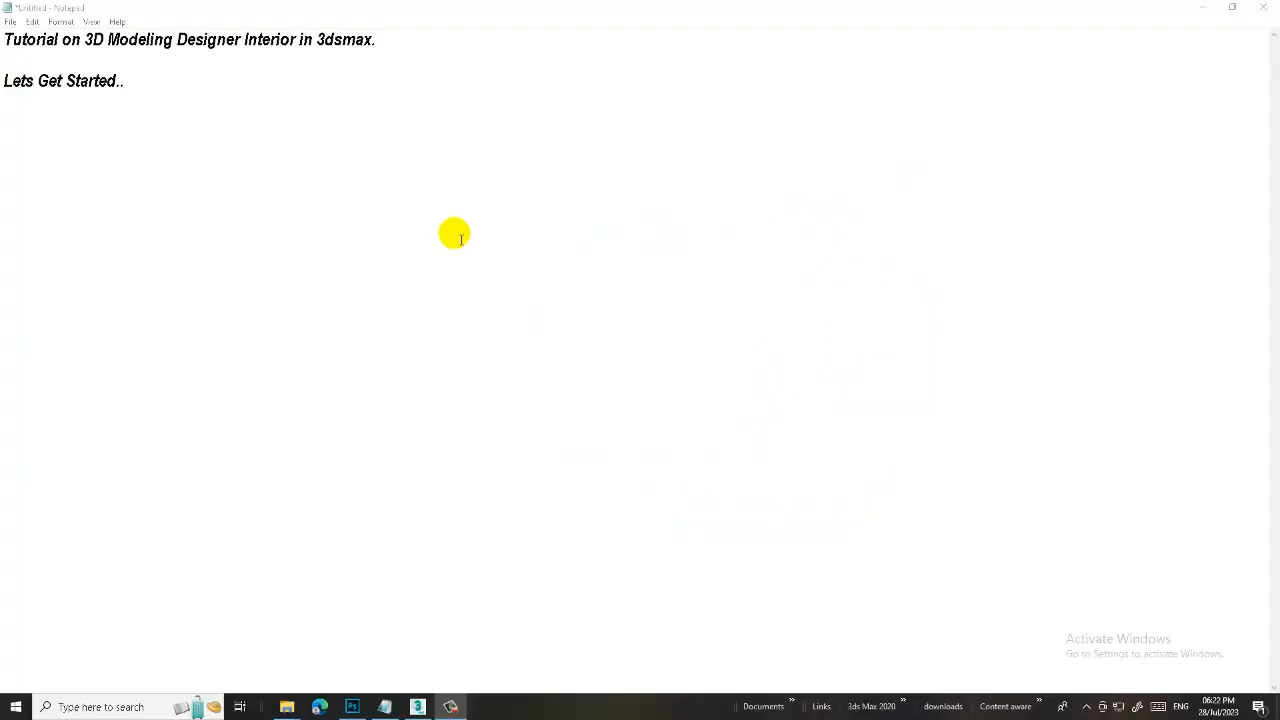 *Untitled - Notepad
File Edit Format View Help
Tutorial on 3D Modeling Designer Interior in 3dsmax.
Lets Get Started..
Activate Windows
Go to Settings to activate Windows.
Type here to search
Ps
3
Documents
Links
3ds Max 2020
downloads
Content aware
ENG
06:22 PM
28/Jul/2023